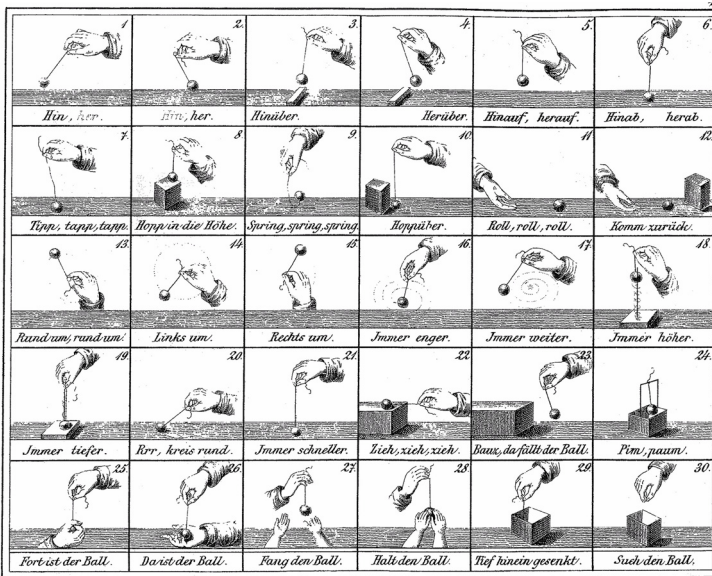 1.
Hin, her.
2.
Hin, her.
3.
Hinüber.
4.
Herüber.
5.
Hinauf, herauf.
6.
Hinab, herab.
7.
Tipp, tapp, tapp.
8.
Hopp in die Höhe.
9.
Spring, spring, spring.
10.
Hoppüber.
11.
Roll, roll, roll.
12.
Komm zurück.
13.
Rundum, rundum.
14.
Links um.
15.
Rechts um.
16.
Immer enger.
17.
Immer weiter.
18.
Immer höher.
19.
Immer tiefer.
20.
Rrr, kreis rund.
21.
Immer schneller.
22.
Zieh, zieh, zieh.
23.
Baux, da fällt der Ball.
24.
Pim, paum.
25.
Fort ist der Ball.
26.
Da ist der Ball.
27.
Fang den Ball.
28.
Halt den Ball.
29.
Tief hinein gesenkt.
30.
Such den Ball.